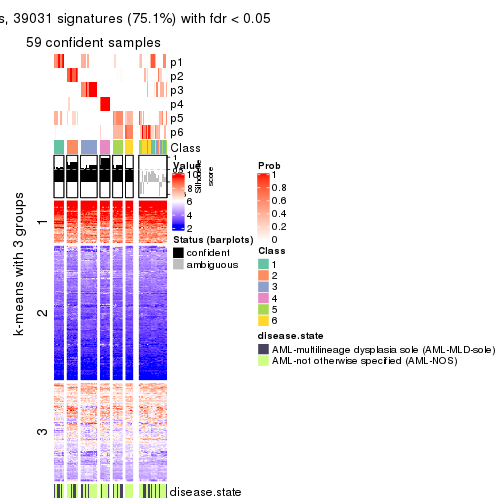 s, 39031 signatures (75.1%) with fdr < 0.05
59 confident samples
p1
p2
p3
p4
p5
p6
Class
1
Silhouette
score
k-means with 3 groups
1
2
3
disease.state
Value
10
8
6
4
2
Status (barplots)
confident
ambiguous
Prob
1
0.8
0.6
0.4
0.2
0
Class
1
2
3
4
5
6
disease.state
AML-multilineage dysplasia sole (AML-MLD-sole)
AML-not otherwise specified (AML-NOS)